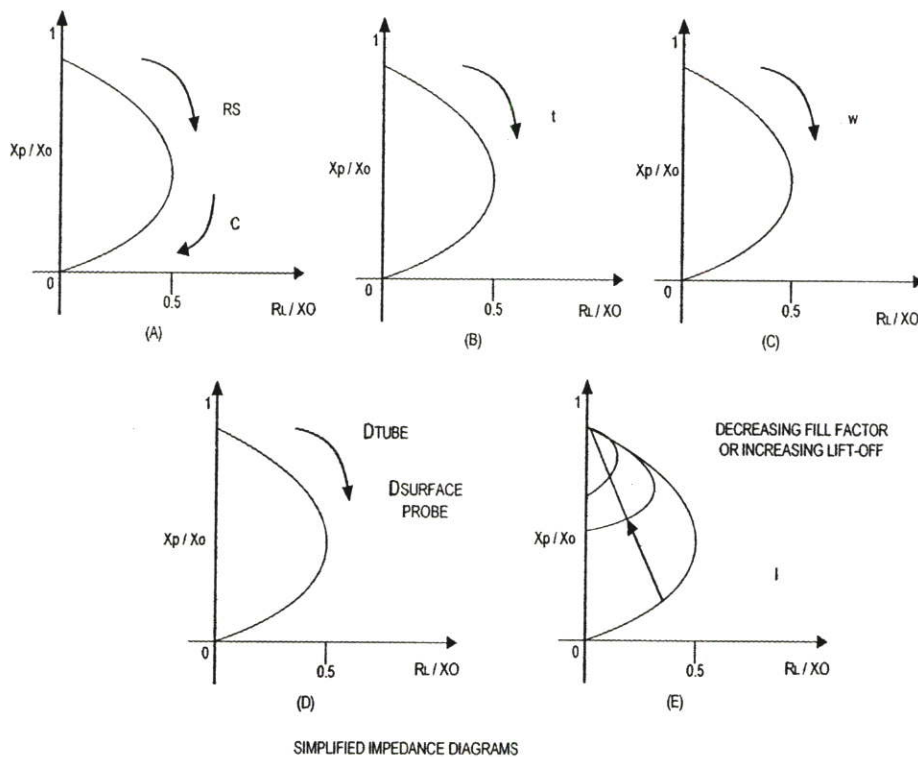 1
RS
Xp / Xo
C
0
0.5
RL / XO
(A)
1
t
Xp / Xo
0
0.5
RL / XO
(B)
1
w
Xp / Xo
0
0.5
RL / XO
(C)
1
DTUBE
DSURFACE
PROBE
Xp / Xo
0
0.5
RL / XO
(D)
1
DECREASING FILL FACTOR
OR INCREASING LIFT-OFF
Xp / Xo
I
0
0.5
RL / XO
(E)
SIMPLIFIED IMPEDANCE DIAGRAMS